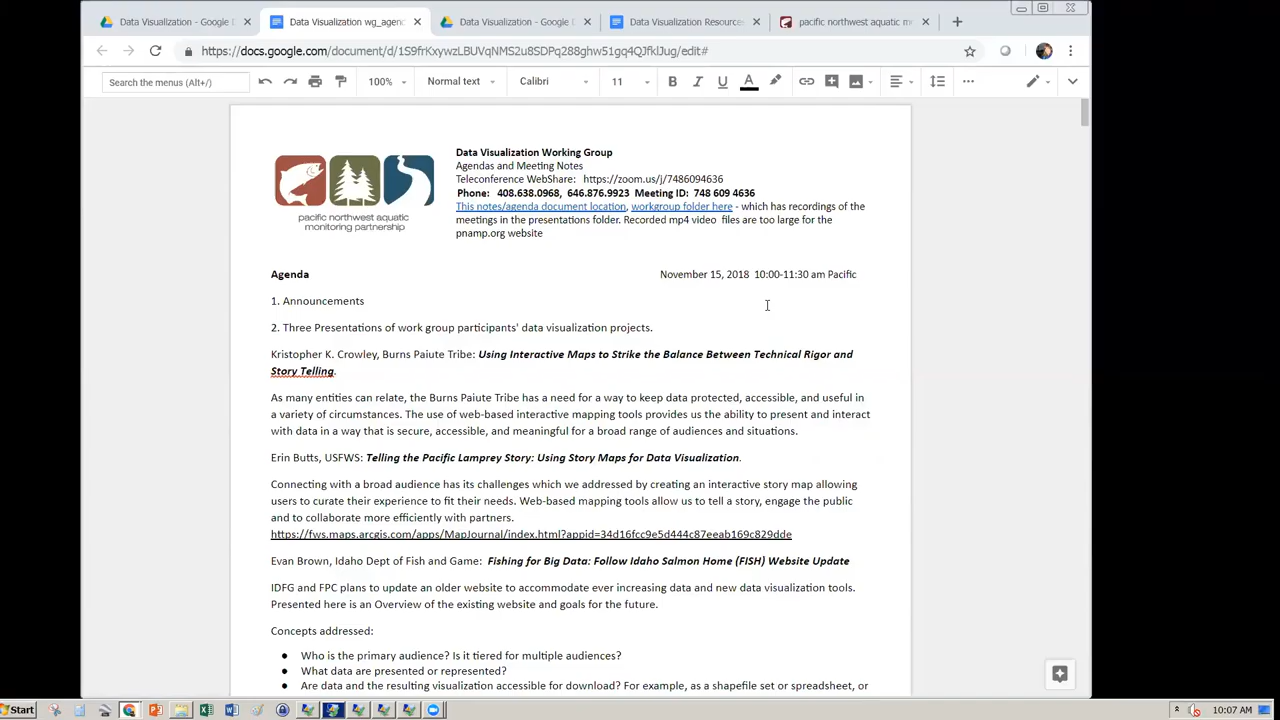 Data Visualization - Google D
Data Visualization wg_agen
Data Visualization - Google D
Data Visualization Resources
pacific northwest aquatic m
https://docs.google.com/document/d/1S9frKxywzLBUVqNMS2u8SDPq288ghw51gq4QJfklJug/edit#
Search the menus (Alt+/)
100%
Normal text
Calibri
11
B I U A
Data Visualization Working Group
Agendas and Meeting Notes
Teleconference WebShare: https://zoom.us/j/7486094636
Phone: 408.638.0968, 646.876.9923 Meeting ID: 748 609 4636
This notes/agenda document location, workgroup folder here - which has recordings of the
meetings in the presentations folder. Recorded mp4 video files are too large for the
pnamp.org website
pacific northwest aquatic
monitoring partnership
Agenda
November 15, 2018 10:00-11:30 am Pacific
1. Announcements
2. Three Presentations of work group participants' data visualization projects.
Kristopher K. Crowley, Burns Paiute Tribe: Using Interactive Maps to Strike the Balance Between Technical Rigor and
Story Telling.
As many entities can relate, the Burns Paiute Tribe has a need for a way to keep data protected, accessible, and useful in
a variety of circumstances. The use of web-based interactive mapping tools provides us the ability to present and interact
with data in a way that is secure, accessible, and meaningful for a broad range of audiences and situations.
Erin Butts, USFWS: Telling the Pacific Lamprey Story: Using Story Maps for Data Visualization.
Connecting with a broad audience has its challenges which we addressed by creating an interactive story map allowing
users to curate their experience to fit their needs. Web-based mapping tools allow us to tell a story, engage the public
and to collaborate more efficiently with partners.
https://fws.maps.arcgis.com/apps/MapJournal/index.html?appid=34d16fcc9e5d444c87eeab169c829dde
Evan Brown, Idaho Dept of Fish and Game: Fishing for Big Data: Follow Idaho Salmon Home (FISH) Website Update
IDFG and FPC plans to update an older website to accommodate ever increasing data and new data visualization tools.
Presented here is an Overview of the existing website and goals for the future.
Concepts addressed:
● Who is the primary audience? Is it tiered for multiple audiences?
● What data are presented or represented?
● Are data and the resulting visualization accessible for download? For example, as a shapefile set or spreadsheet, or
Start
10:07 AM